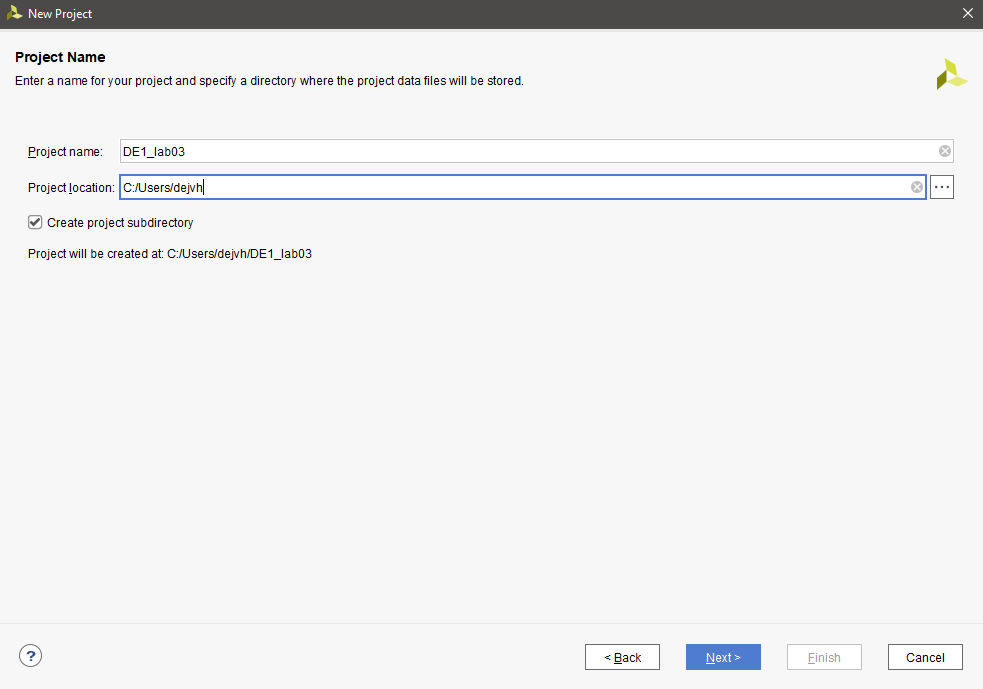 New Project
Project Name
Enter a name for your project and specify a directory where the project data files will be stored.
Project name: DE1_lab03
Project location: C:/Users/dejvh
Create project subdirectory
Project will be created at: C:/Users/dejvh/DE1_lab03
? < Back Next > Finish Cancel